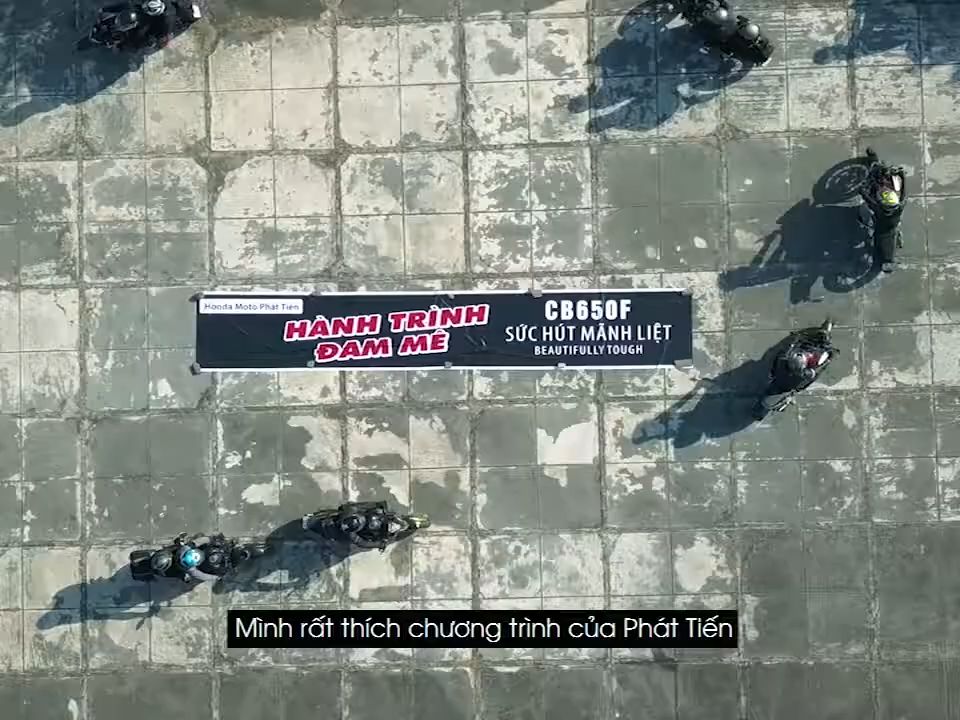 Honda Moto Phát Tiến
HÀNH TRÌNH
ĐAM MÊ
CB650F
SỨC HÚT MÃNH LIỆT
BEAUTIFULLY TOUGH
Mình rất thích chương trình của Phát Tiến